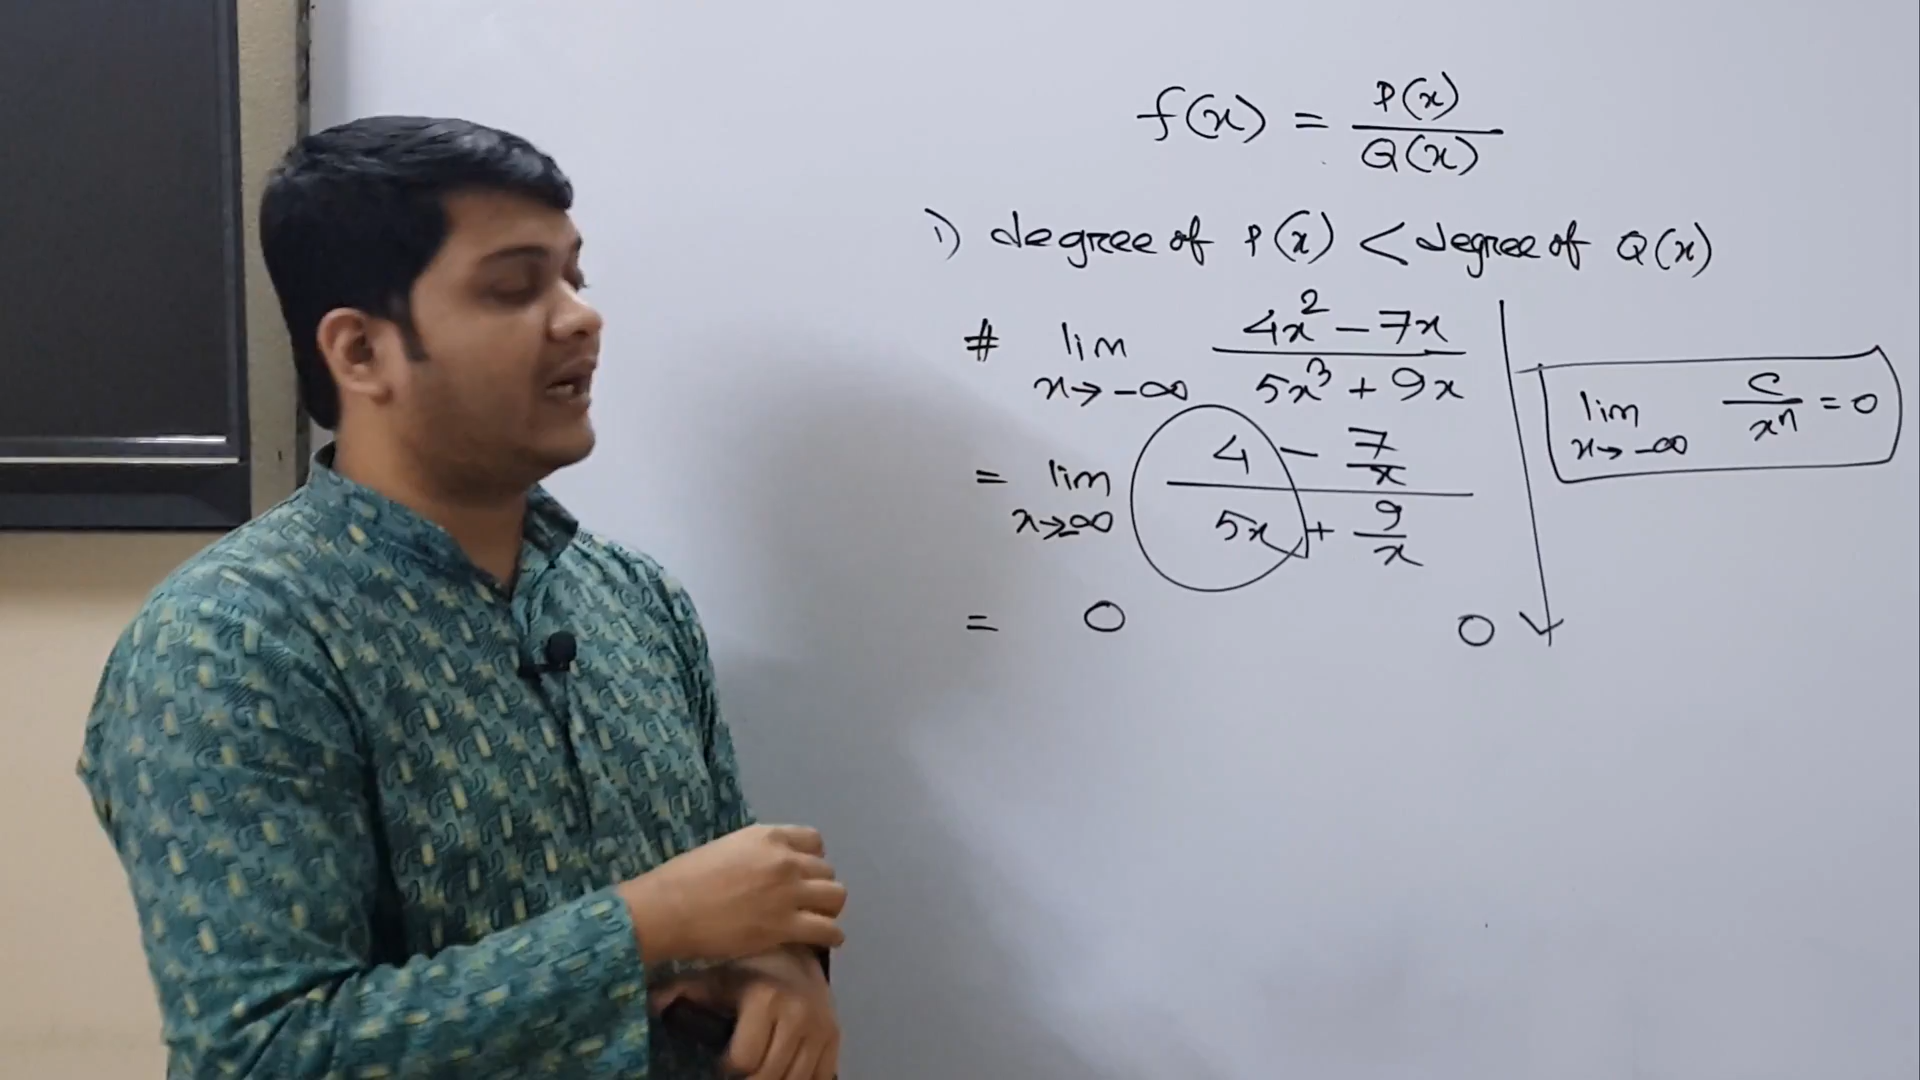 f(x) = P(x) / Q(x)
1) degree of P(x) < degree of Q(x)
# lim x→-∞ (4x² - 7x) / (5x³ + 9x)
= lim x→-∞ (4 - 7/x) / (5x + 9/x)
= 0 0
lim x→-∞ c/xⁿ = 0